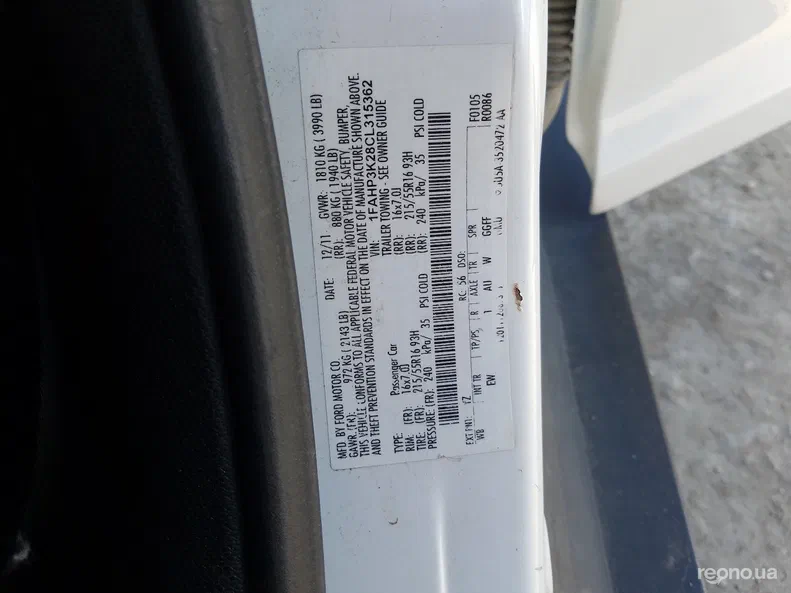 MFD. BY FORD MOTOR CO.
DATE: 12/11 GVWR: 1810 KG ( 3990 LB)
972 KG ( 2143 LB) (RR): 880 KG ( 1940 LB)
THIS VEHICLE CONFORMS TO ALL APPLICABLE FEDERAL MOTOR VEHICLE SAFETY, BUMPER,
AND THEFT PREVENTION STANDARDS IN EFFECT ON THE DATE OF MANUFACTURE SHOWN ABOVE.
VIN: 1FAHP3K28CL315362
TYPE: Passenger Car TRAILER TOWING - SEE OWNER GUIDE
RIM: (FR): 16x7.0J (RR): 16x7.0J
TIRE: (FR): 215/55R16 93H (RR): 215/55R16 93H
PRESSURE: (FR): 240 kPa/ 35 PSI COLD (RR): 240 kPa/ 35 PSI COLD
EXT PNT: YZ RC: 56 DSO: F0105
WB INT TR TP/PS R AXLE TR SPR R0086
EW 1 AU W GGFF
reono.ua